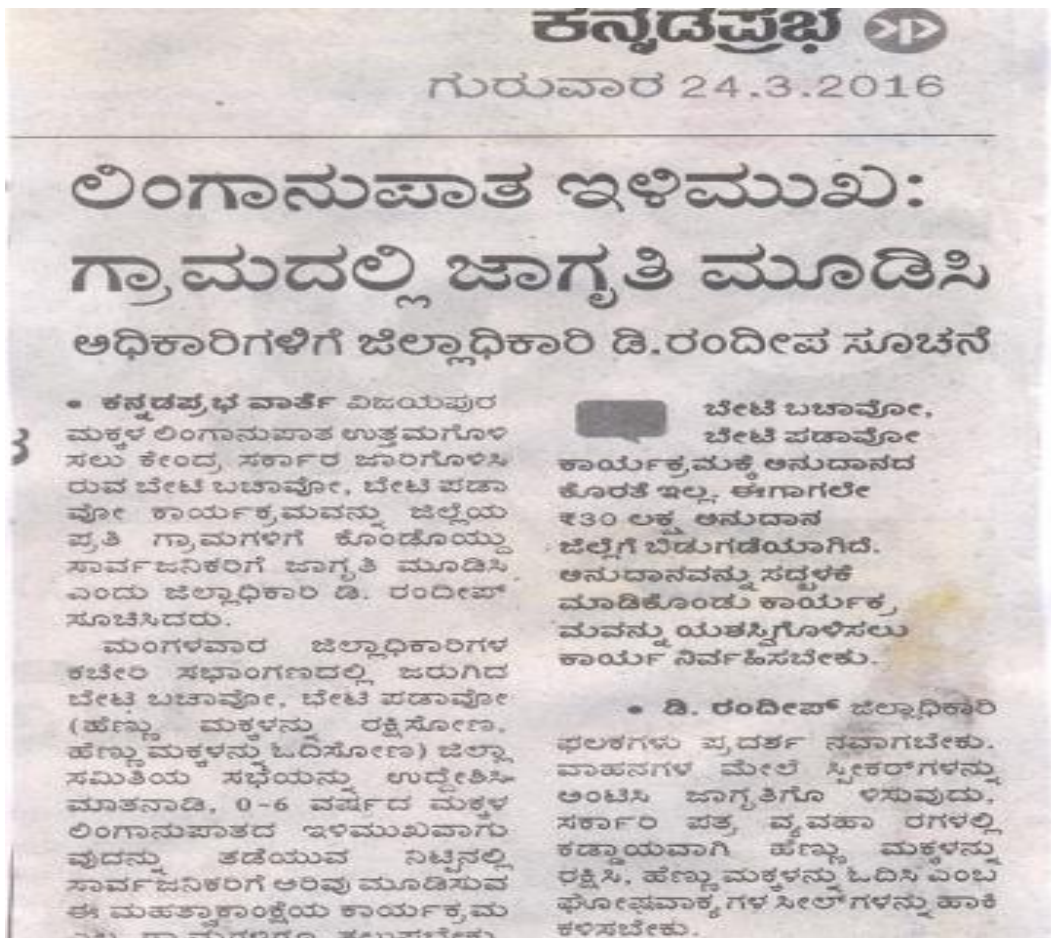 ಕನ್ನಡಪ್ರಭ
ಗುರುವಾರ 24.3.2016
ಲಿಂಗಾನುಪಾತ ಇಳಿಮುಖ:
ಗ್ರಾಮದಲ್ಲಿ ಜಾಗೃತಿ ಮೂಡಿಸಿ
ಅಧಿಕಾರಿಗಳಿಗೆ ಜಿಲ್ಲಾಧಿಕಾರಿ ಡಿ.ರಂದೀಪ ಸೂಚನೆ
• ಕನ್ನಡಪ್ರಭ ವಾರ್ತೆ ವಿಜಯಪುರ
ಮಕ್ಕಳ ಲಿಂಗಾನುಪಾತ ಉತ್ತಮಗೊಳಿ
ಸಲು ಕೇಂದ್ರ ಸರ್ಕಾರ ಜಾರಿಗೊಳಿಸಿ
ರುವ ಬೇಟಿ ಬಚಾವೋ, ಬೇಟಿ ಪಡಾ
ವೋ ಕಾರ್ಯಕ್ರಮವನ್ನು ಜಿಲ್ಲೆಯ
ಪ್ರತಿ ಗ್ರಾಮಗಳಿಗೆ ಕೊಂಡೊಯ್ದು
ಸಾರ್ವಜನಿಕರಿಗೆ ಜಾಗೃತಿ ಮೂಡಿಸಿ
ಎಂದು ಜಿಲ್ಲಾಧಿಕಾರಿ ಡಿ. ರಂದೀಪ್
ಸೂಚಿಸಿದರು.
ಮಂಗಳವಾರ ಜಿಲ್ಲಾಧಿಕಾರಿಗಳ
ಕಚೇರಿ ಸಭಾಂಗಣದಲ್ಲಿ ಜರುಗಿದ
ಬೇಟಿ ಬಚಾವೋ, ಬೇಟಿ ಪಡಾವೋ
(ಹೆಣ್ಣು ಮಕ್ಕಳನ್ನು ರಕ್ಷಿಸೋಣ,
ಹೆಣ್ಣು ಮಕ್ಕಳನ್ನು ಓದಿಸೋಣ) ಜಿಲ್ಲಾ
ಸಮಿತಿಯ ಸಭೆಯನ್ನು ಉದ್ದೇಶಿಸಿ
ಮಾತನಾಡಿ, 0-6 ವರ್ಷದ ಮಕ್ಕಳ
ಲಿಂಗಾನುಪಾತದ ಇಳಿಮುಖವಾಗು
ವುದನ್ನು ತಡೆಯುವ ನಿಟ್ಟಿನಲ್ಲಿ
ಸಾರ್ವಜನಿಕರಿಗೆ ಅರಿವು ಮೂಡಿಸುವ
ಈ ಮಹತ್ವಾಕಾಂಕ್ಷೆಯ ಕಾರ್ಯಕ್ರಮ
ಬೇಟಿ ಬಚಾವೋ,
ಬೇಟಿ ಪಡಾವೋ
ಕಾರ್ಯಕ್ರಮಕ್ಕೆ ಅನುದಾನದ
ಕೊರತೆ ಇಲ್ಲ. ಈಗಾಗಲೇ
₹30 ಲಕ್ಷ ಅನುದಾನ
ಜಿಲ್ಲೆಗೆ ಬಿಡುಗಡೆಯಾಗಿದೆ.
ಅನುದಾನವನ್ನು ಸದ್ಬಳಕೆ
ಮಾಡಿಕೊಂಡು ಕಾರ್ಯಕ್ರ
ಮವನ್ನು ಯಶಸ್ವಿಗೊಳಿಸಲು
ಕಾರ್ಯ ನಿರ್ವಹಿಸಬೇಕು.
• ಡಿ. ರಂದೀಪ್ ಜಿಲ್ಲಾಧಿಕಾರಿ
ಫಲಕಗಳು ಪ್ರದರ್ಶ ನವಾಗಬೇಕು.
ವಾಹನಗಳ ಮೇಲೆ ಸ್ಟೀಕರ್‌ಗಳನ್ನು
ಅಂಟಿಸಿ ಜಾಗೃತಿಗೊ ಳಿಸುವುದು,
ಸರ್ಕಾರಿ ಪತ್ರ ವ್ಯವಹಾ ರಗಳಲ್ಲಿ
ಕಡ್ಡಾಯವಾಗಿ ಹೆಣ್ಣು ಮಕ್ಕಳನ್ನು
ರಕ್ಷಿಸಿ, ಹೆಣ್ಣು ಮಕ್ಕಳನ್ನು ಓದಿಸಿ ಎಂಬ
ಘೋಷವಾಕ್ಯಗಳ ಸೀಲ್‌ಗಳನ್ನು ಹಾಕಿ
ಕಳಿಸಬೇಕು.